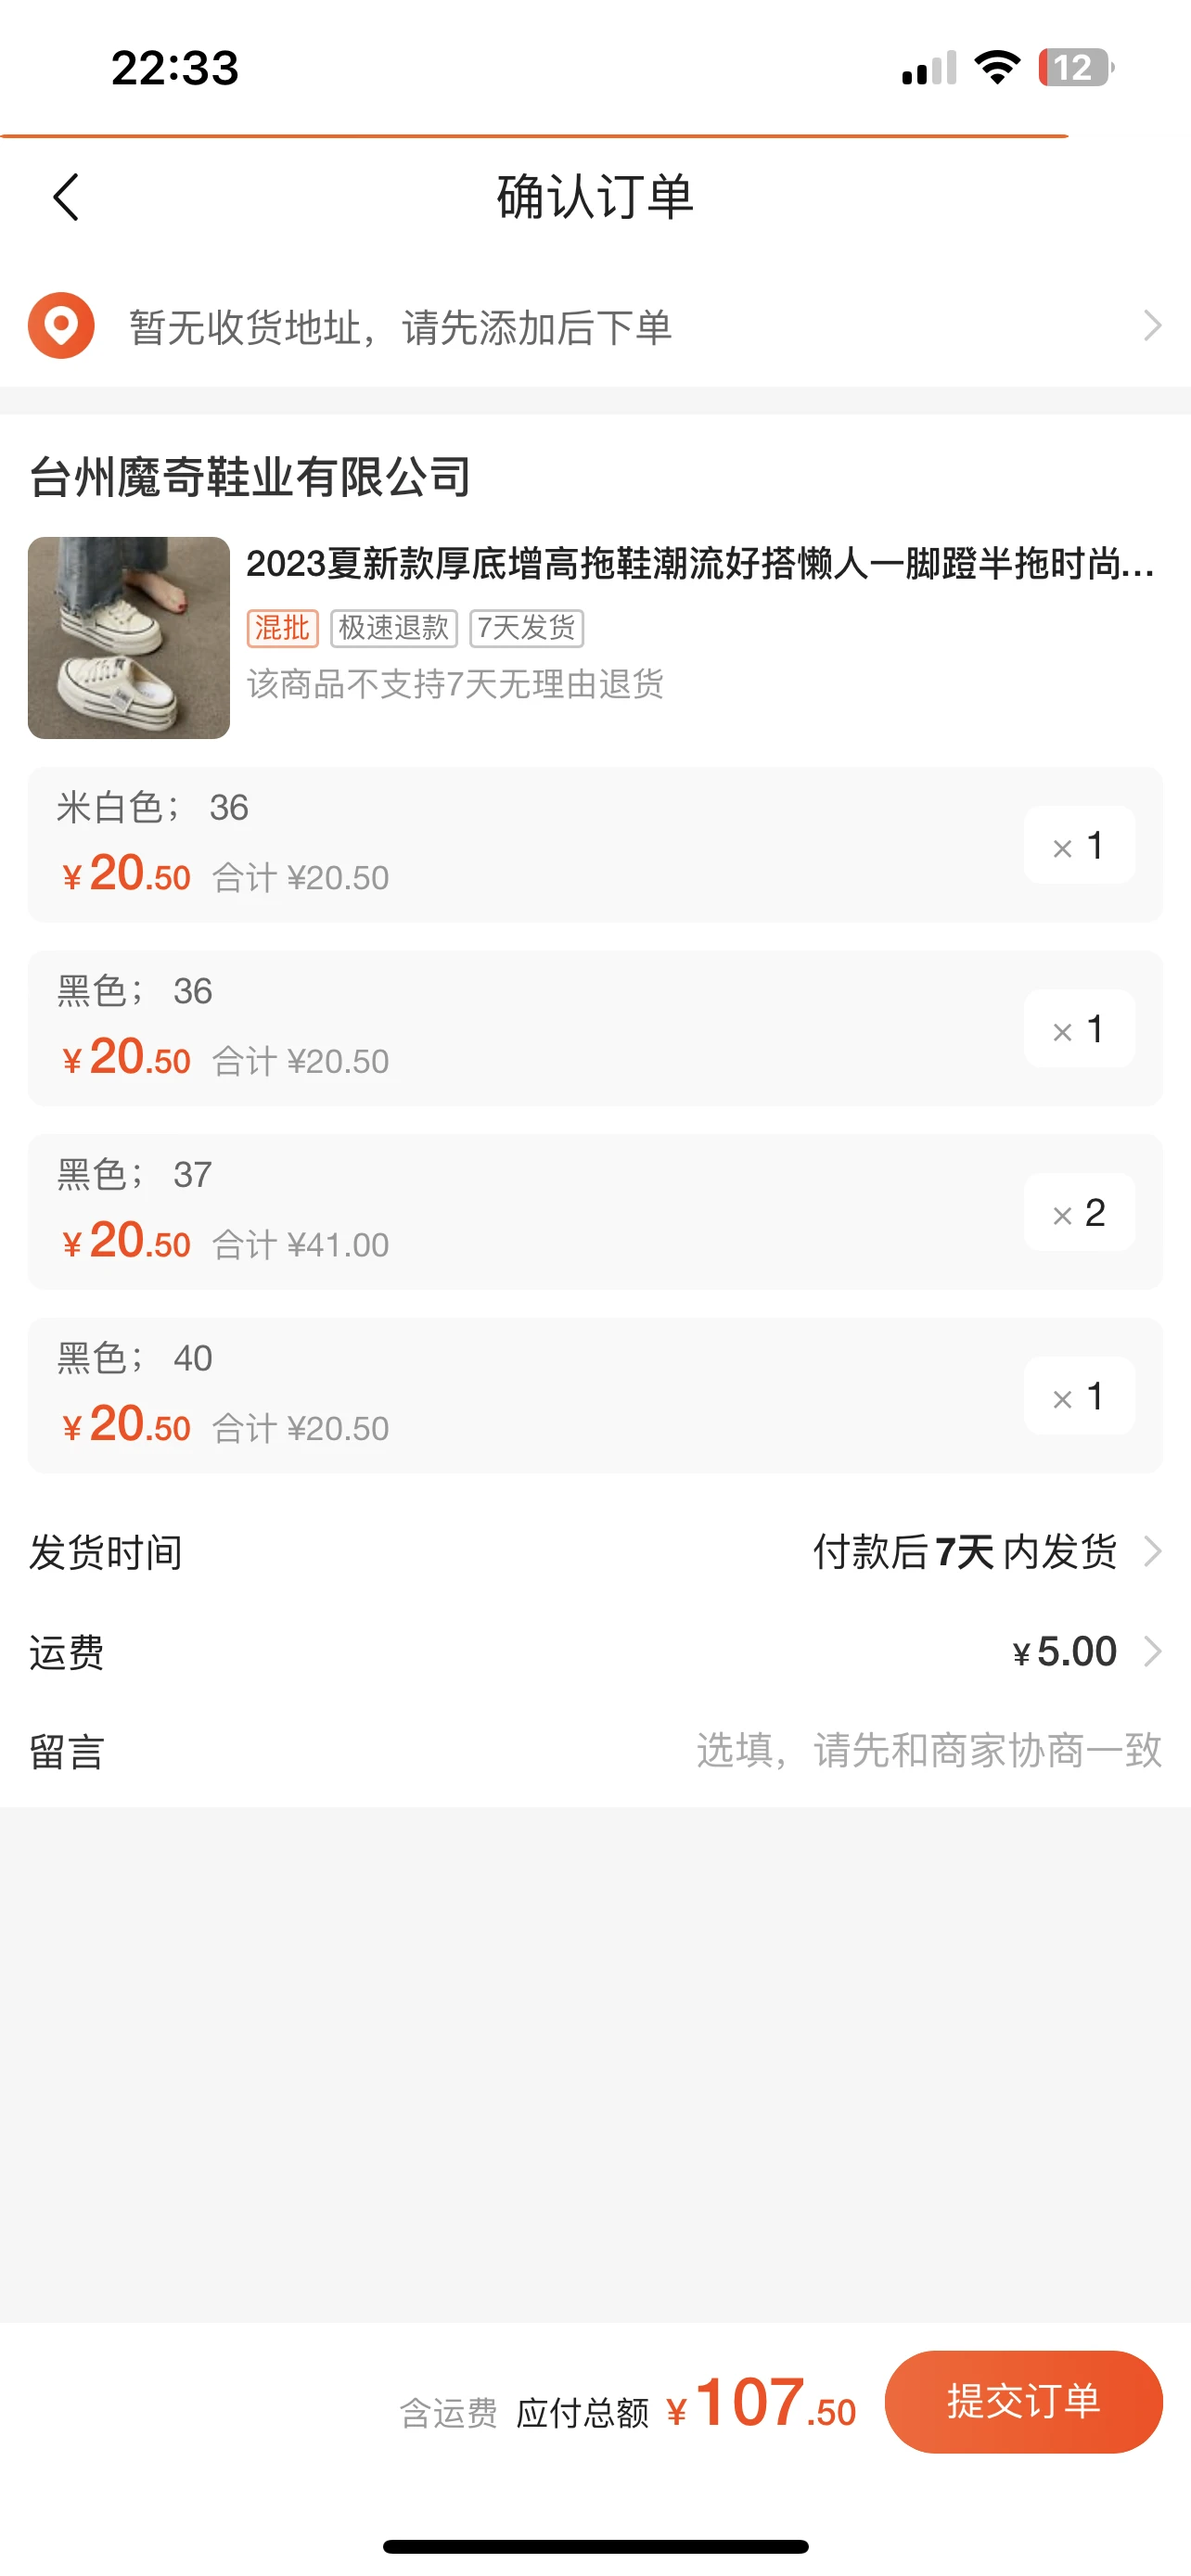 22:33
12
确认订单
暂无收货地址，请先添加后下单
台州魔奇鞋业有限公司
2023夏新款厚底增高拖鞋潮流好搭懒人一脚蹬半拖时尚...
混批 极速退款 7天发货
该商品不支持7天无理由退货
米白色； 36
¥20.50 合计 ¥20.50
× 1
黑色； 36
¥20.50 合计 ¥20.50
× 1
黑色； 37
¥20.50 合计 ¥41.00
× 2
黑色； 40
¥20.50 合计 ¥20.50
× 1
发货时间 付款后7天内发货
运费 ¥5.00
留言 选填，请先和商家协商一致
含运费 应付总额 ¥107.50 提交订单